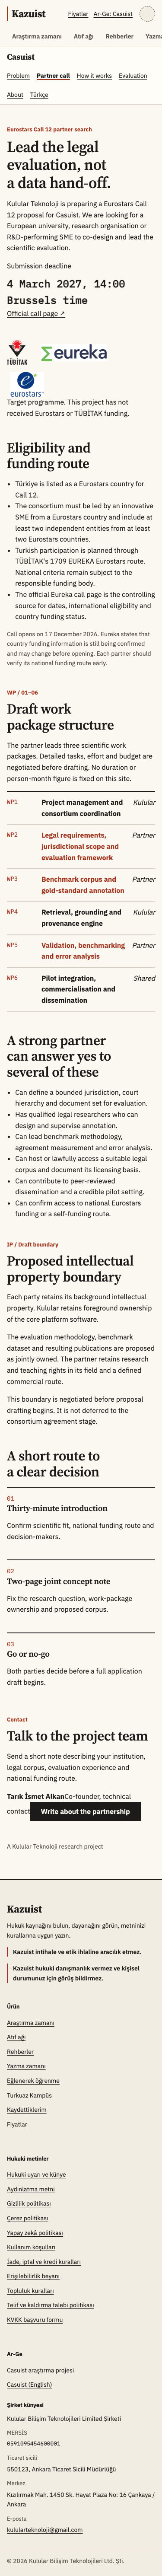 Kazuist
Fiyatlar Ar-Ge: Casuist
Araştırma zamanı Atıf ağı Rehberler Yazım
Casuist
Problem Partner call How it works Evaluation
About Türkçe
Eurostars Call 12 partner search
Lead the legal
evaluation, not
a data hand-off.
Kulular Teknoloji is preparing a Eurostars Call
12 proposal for Casuist. We are looking for a
European university, research organisation or
R&D-performing SME to co-design and lead the
scientific evaluation.
Submission deadline
4 March 2027, 14:00
Brussels time
Official call page ↗
TÜBİTAK
eureka
eurostars™
Target programme. This project has not
received Eurostars or TÜBİTAK funding.
Eligibility and
funding route
• Türkiye is listed as a Eurostars country for
Call 12.
• The consortium must be led by an innovative
SME from a Eurostars country and include at
least two independent entities from at least
two Eurostars countries.
• Turkish participation is planned through
TÜBİTAK's 1709 EUREKA Eurostars route.
National criteria remain subject to the
responsible funding body.
• The official Eureka call page is the controlling
source for dates, international eligibility and
country funding status.
Call opens on 17 December 2026. Eureka states that
country funding information is still being confirmed
and may change before opening. Each partner should
verify its national funding route early.
WP / 01–06
Draft work
package structure
The partner leads three scientific work
packages. Detailed tasks, effort and budget are
negotiated before drafting. No duration or
person-month figure is fixed on this site.
WP1 Project management and Kulular
consortium coordination
WP2 Legal requirements, Partner
jurisdictional scope and
evaluation framework
WP3 Benchmark corpus and Partner
gold-standard annotation
WP4 Retrieval, grounding and Kulular
provenance engine
WP5 Validation, benchmarking Partner
and error analysis
WP6 Pilot integration, Shared
commercialisation and
dissemination
A strong partner
can answer yes to
several of these
• Can define a bounded jurisdiction, court
hierarchy and document set for evaluation.
• Has qualified legal researchers who can
design and supervise annotation.
• Can lead benchmark methodology,
agreement measurement and error analysis.
• Can host or lawfully access a suitable legal
corpus and document its licensing basis.
• Can contribute to peer-reviewed
dissemination and a credible pilot setting.
• Can confirm access to national Eurostars
funding or a self-funding route.
IP / Draft boundary
Proposed intellectual
property boundary
Each party retains its background intellectual
property. Kulular retains foreground ownership
of the core platform software.
The evaluation methodology, benchmark
dataset and resulting publications are proposed
as jointly owned. The partner retains research
and teaching rights in its field and a defined
commercial route.
This boundary is negotiated before proposal
drafting begins. It is not deferred to the
consortium agreement stage.
A short route to
a clear decision
01
Thirty-minute introduction
Confirm scientific fit, national funding route and
decision-makers.
02
Two-page joint concept note
Fix the research question, work-package
ownership and proposed corpus.
03
Go or no-go
Both parties decide before a full application
draft begins.
Contact
Talk to the project team
Send a short note describing your institution,
legal corpus, evaluation experience and
national funding route.
Tarık İsmet AlkanCo-founder, technical
contact Write about the partnership
A Kulular Teknoloji research project
Kazuist
Hukuk kaynağını bulun, dayanağını görün, metninizi
kurallarına uygun yazın.
Kazuist intihale ve etik ihlaline aracılık etmez.
Kazuist hukuki danışmanlık vermez ve kişisel
durumunuz için görüş bildirmez.
Ürün
Araştırma zamanı
Atıf ağı
Rehberler
Yazma zamanı
Eğlenerek öğrenme
Turkuaz Kampüs
Kaydettiklerim
Fiyatlar
Hukuki metinler
Hukuki uyarı ve künye
Aydınlatma metni
Gizlilik politikası
Çerez politikası
Yapay zekâ politikası
Kullanım koşulları
İade, iptal ve kredi kuralları
Erişilebilirlik beyanı
Topluluk kuralları
Telif ve kaldırma talebi politikası
KVKK başvuru formu
Ar-Ge
Casuist araştırma projesi
Casuist (English)
Şirket künyesi
Kulular Bilişim Teknolojileri Limited Şirketi
MERSİS
0591095454600001
Ticaret sicili
550123, Ankara Ticaret Sicili Müdürlüğü
Merkez
Kızılırmak Mah. 1450 Sk. Hayat Plaza No: 16 Çankaya /
Ankara
E-posta
kulularteknoloji@gmail.com
© 2026 Kulular Bilişim Teknolojileri Ltd. Şti.